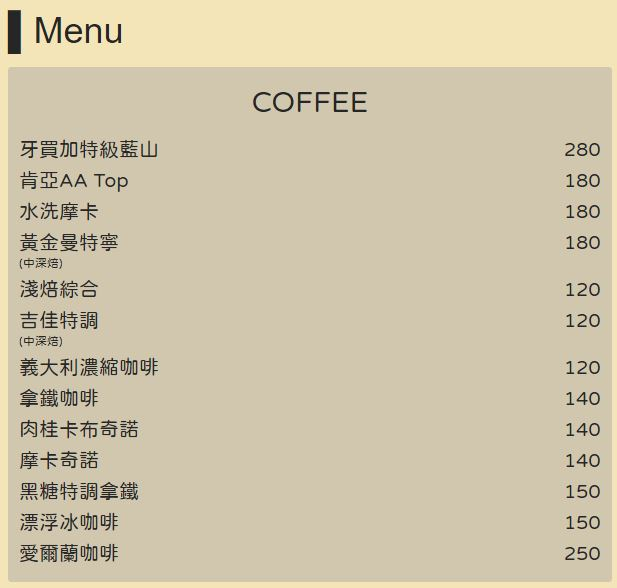 Menu
COFFEE
牙買加特級藍山 280
肯亞AA Top 180
水洗摩卡 180
黃金曼特寧 180
(中深焙)
淺焙綜合 120
吉佳特調 120
(中深焙)
義大利濃縮咖啡 120
拿鐵咖啡 140
肉桂卡布奇諾 140
摩卡奇諾 140
黑糖特調拿鐵 150
漂浮冰咖啡 150
愛爾蘭咖啡 250